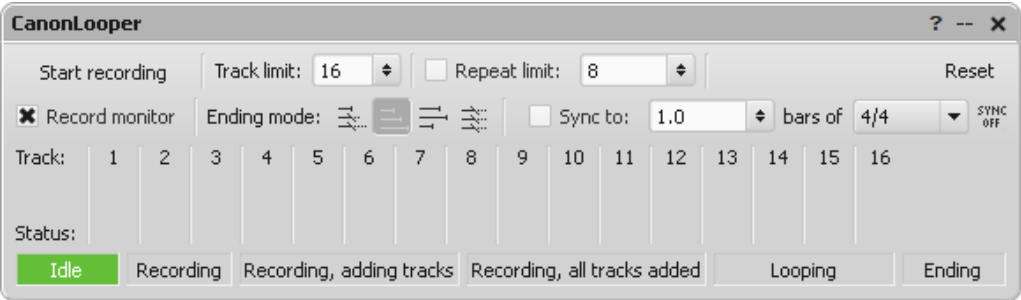 CanonLooper ? -- ✕
Start recording Track limit: 16 Repeat limit: 8 Reset
Record monitor Ending mode: Sync to: 1.0 bars of 4/4 SYNC OFF
Track: 1 2 3 4 5 6 7 8 9 10 11 12 13 14 15 16
Status:
Idle Recording Recording, adding tracks Recording, all tracks added Looping Ending